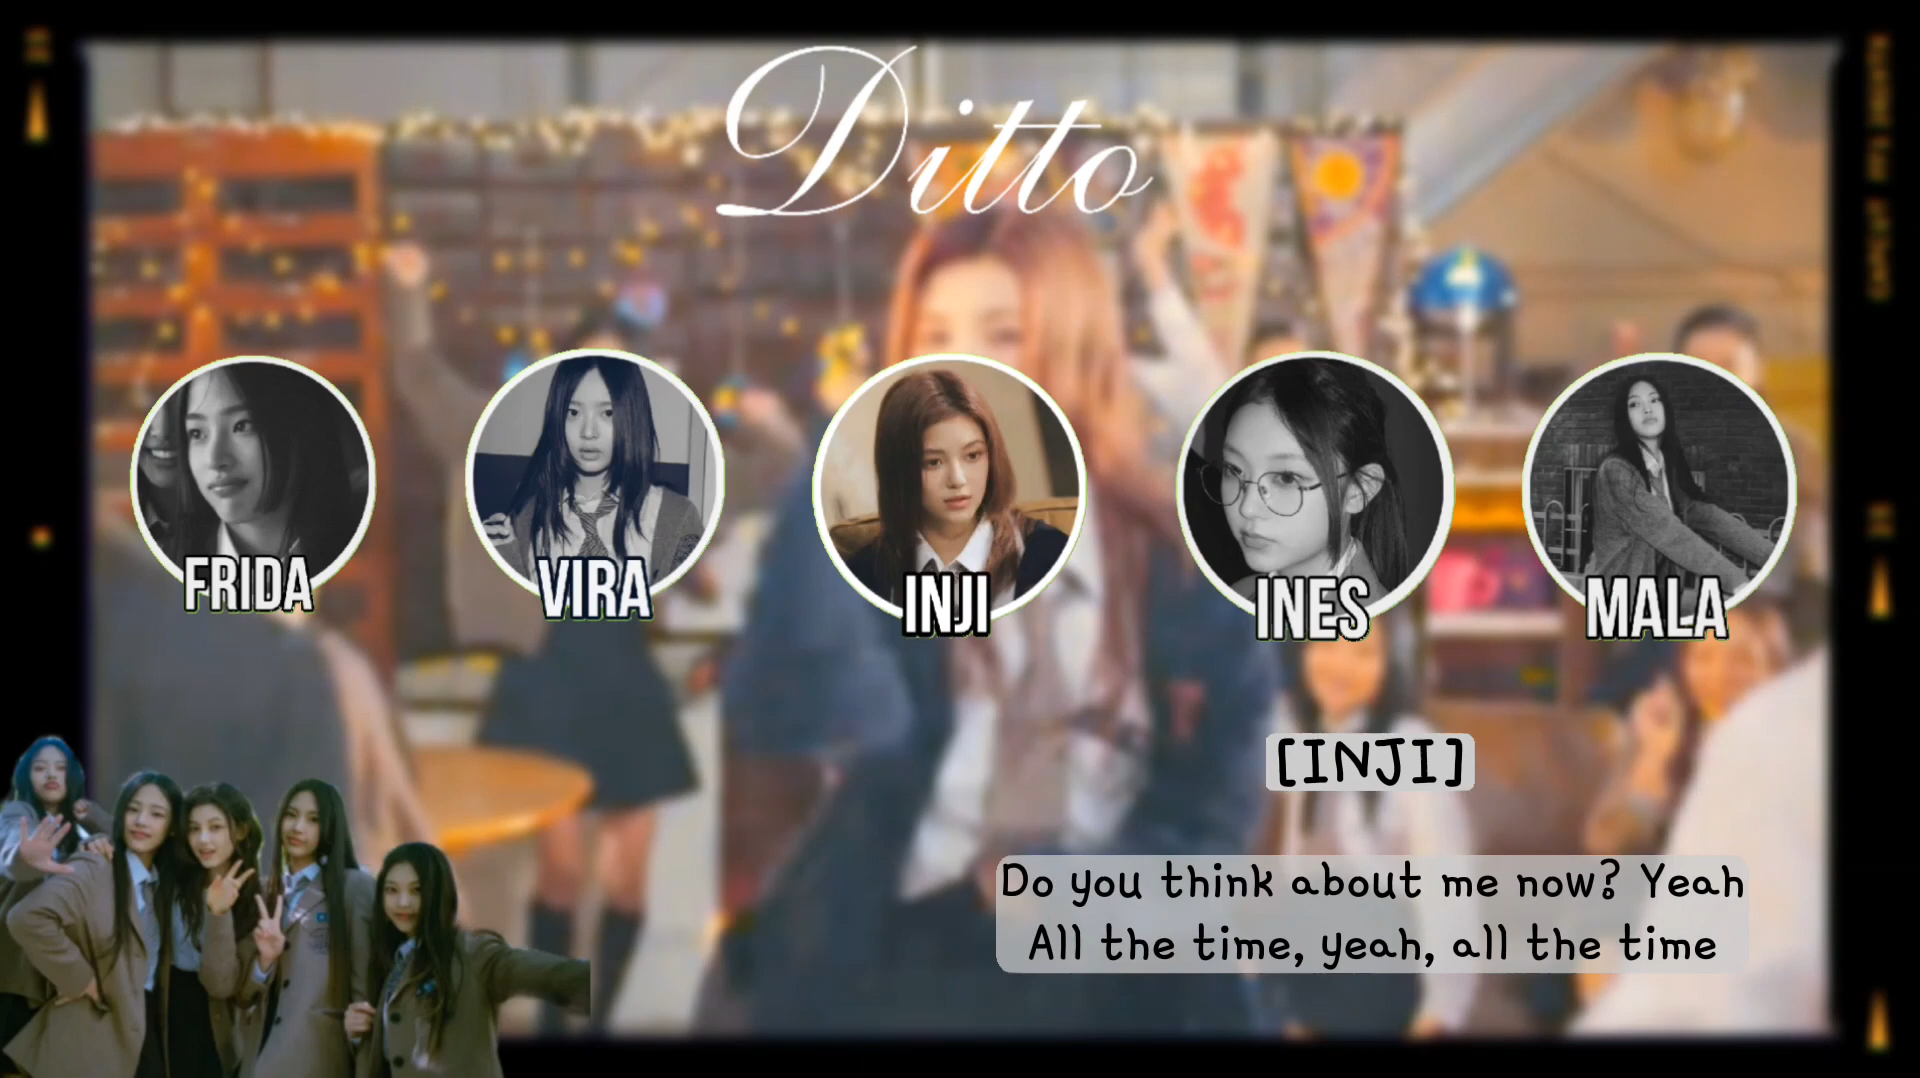 Ditto
FRIDA
VIRA
INJI
INES
MALA
[INJI]
Do you think about me now? Yeah
All the time, yeah, all the time